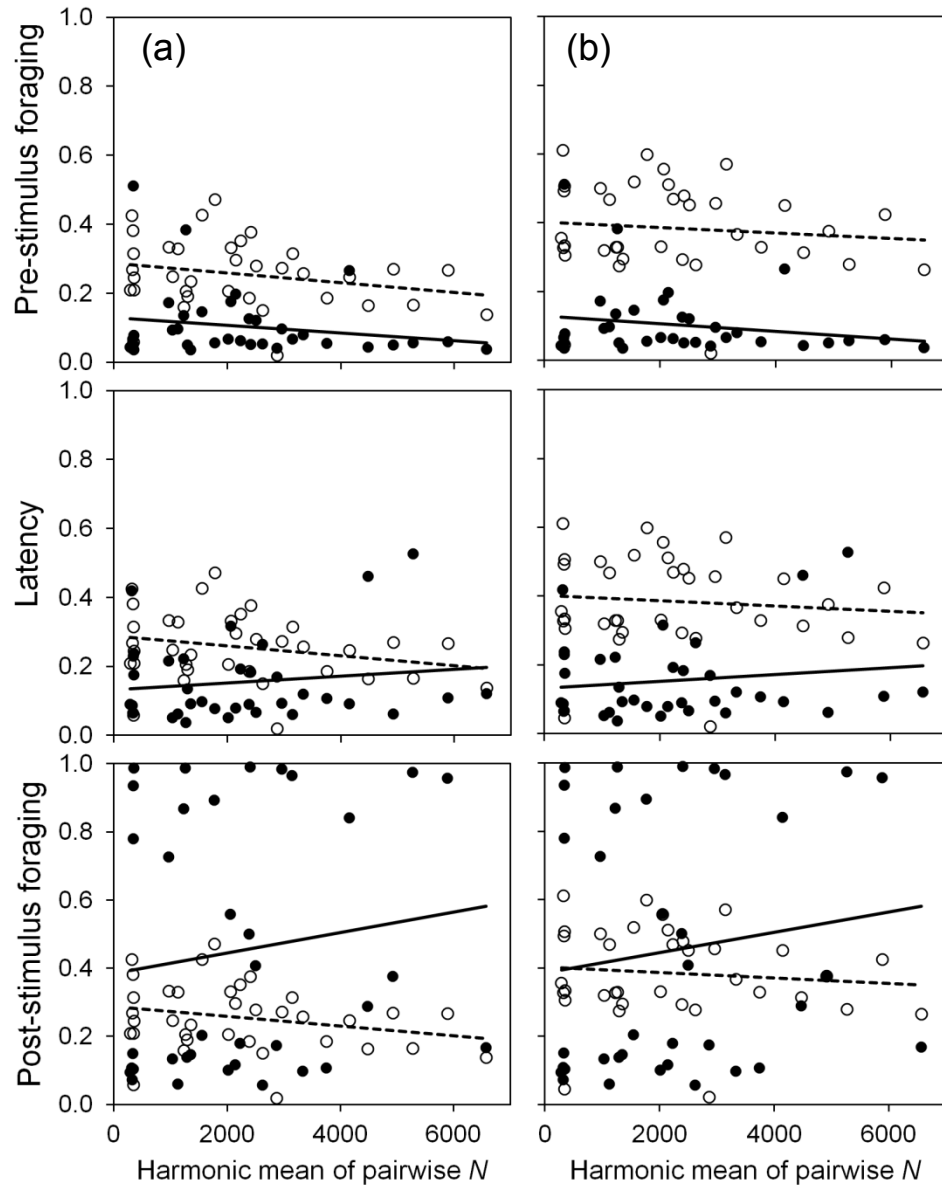 (a)
(b)
Pre-stimulus foraging
1.0
0.8
0.6
0.4
0.2
0.0
Latency
1.0
0.8
0.6
0.4
0.2
0.0
Post-stimulus foraging
1.0
0.8
0.6
0.4
0.2
0.0
0 2000 4000 6000
0 2000 4000 6000
Harmonic mean of pairwise N
Harmonic mean of pairwise N